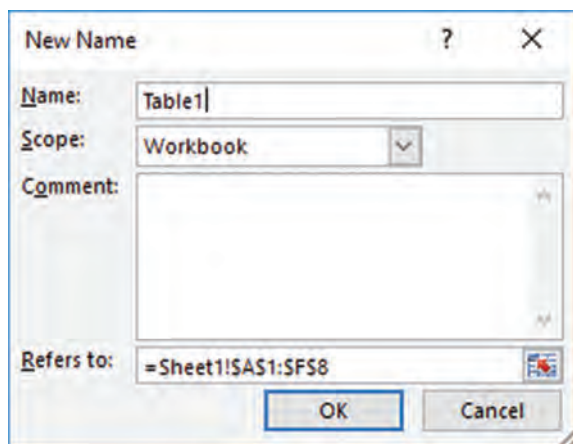 New Name ? ✕
Name: Table1
Scope: Workbook
Comment:
Refers to: =Sheet1!$A$1:$F$8
OK Cancel